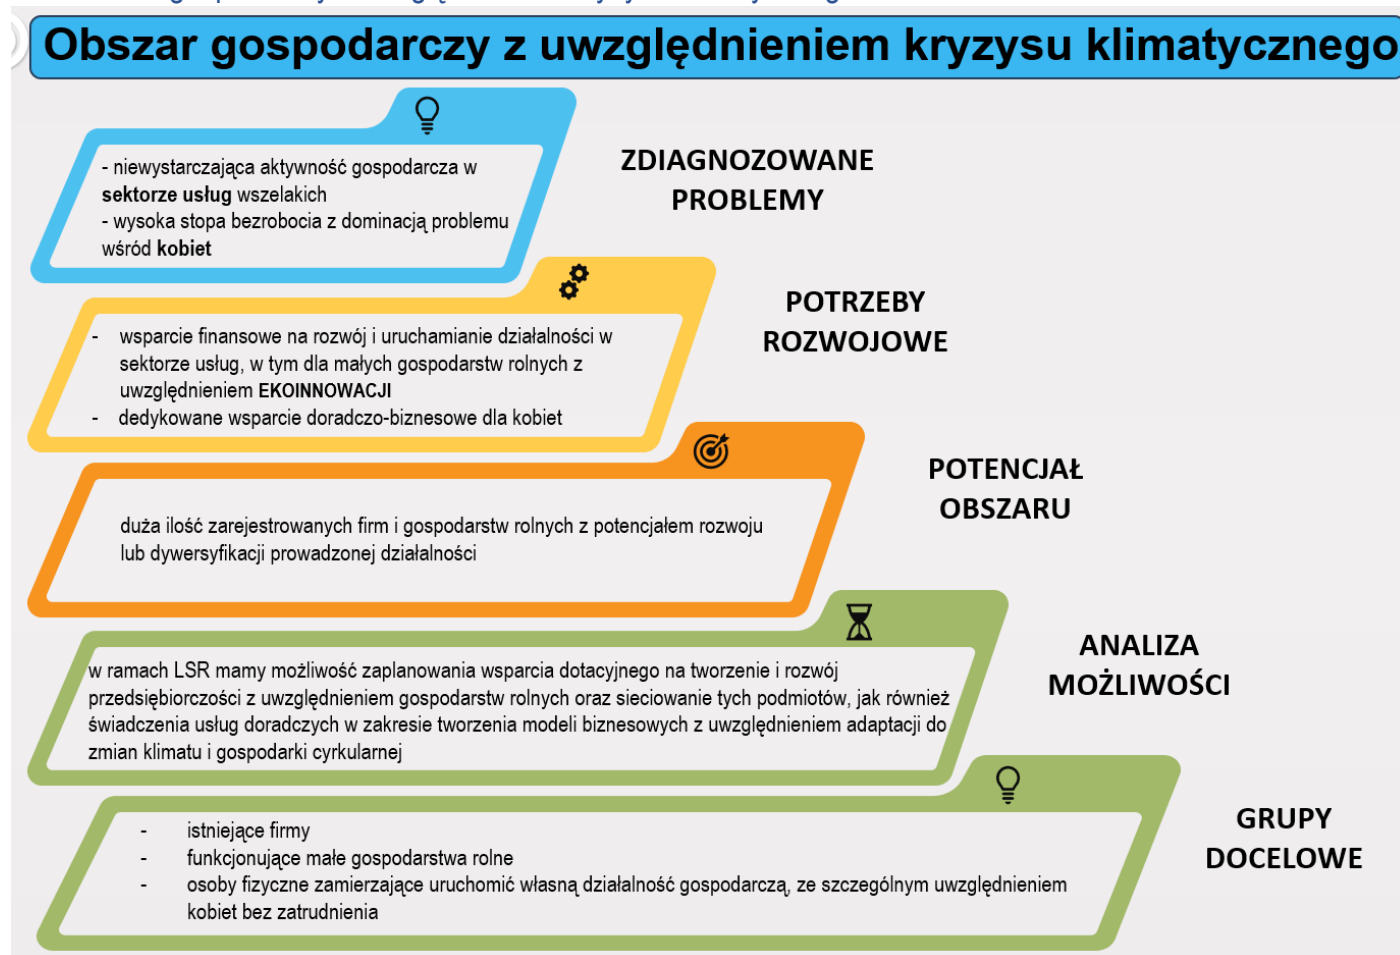 Obszar gospodarczy z uwzględnieniem kryzysu klimatycznego
- niewystarczająca aktywność gospodarcza w
sektorze usług wszelakich
- wysoka stopa bezrobocia z dominacją problemu
wśród kobiet
ZDIAGNOZOWANE
PROBLEMY
- wsparcie finansowe na rozwój i uruchamianie działalności w
sektorze usług, w tym dla małych gospodarstw rolnych z
uwzględnieniem EKOINNOWACJI
- dedykowane wsparcie doradczo-biznesowe dla kobiet
POTRZEBY
ROZWOJOWE
duża ilość zarejestrowanych firm i gospodarstw rolnych z potencjałem rozwoju
lub dywersyfikacji prowadzonej działalności
POTENCJAŁ
OBSZARU
w ramach LSR mamy możliwość zaplanowania wsparcia dotacyjnego na tworzenie i rozwój
przedsiębiorczości z uwzględnieniem gospodarstw rolnych oraz sieciowanie tych podmiotów, jak również
świadczenia usług doradczych w zakresie tworzenia modeli biznesowych z uwzględnieniem adaptacji do
zmian klimatu i gospodarki cyrkularnej
ANALIZA
MOŻLIWOŚCI
- istniejące firmy
- funkcjonujące małe gospodarstwa rolne
- osoby fizyczne zamierzające uruchomić własną działalność gospodarczą, ze szczególnym uwzględnieniem
kobiet bez zatrudnienia
GRUPY
DOCELOWE